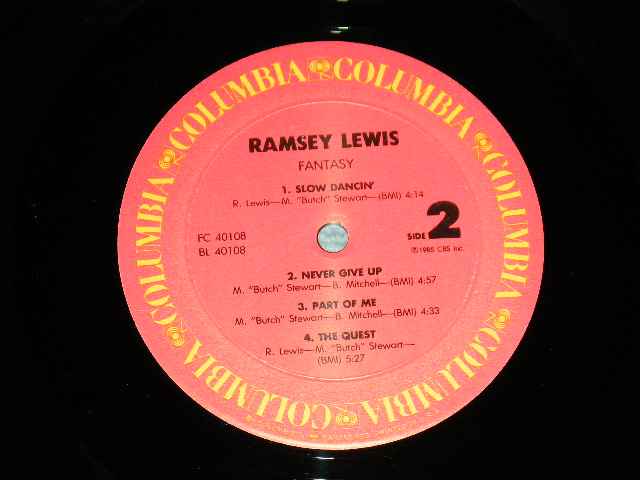 COLUMBIA COLUMBIA COLUMBIA COLUMBIA COLUMBIA COLUMBIA
RAMSEY LEWIS
FANTASY
1. SLOW DANCIN'
R. Lewis—M. "Butch" Stewart—(BMI) 4:14
FC 40108
BL 40108
SIDE 2
℗ 1985 CBS Inc.
2. NEVER GIVE UP
M. "Butch" Stewart—B. Mitchell—(BMI) 4:57
3. PART OF ME
M. "Butch" Stewart—B. Mitchell—(BMI) 4:33
4. THE QUEST
R. Lewis—M. "Butch" Stewart—
(BMI) 5:27